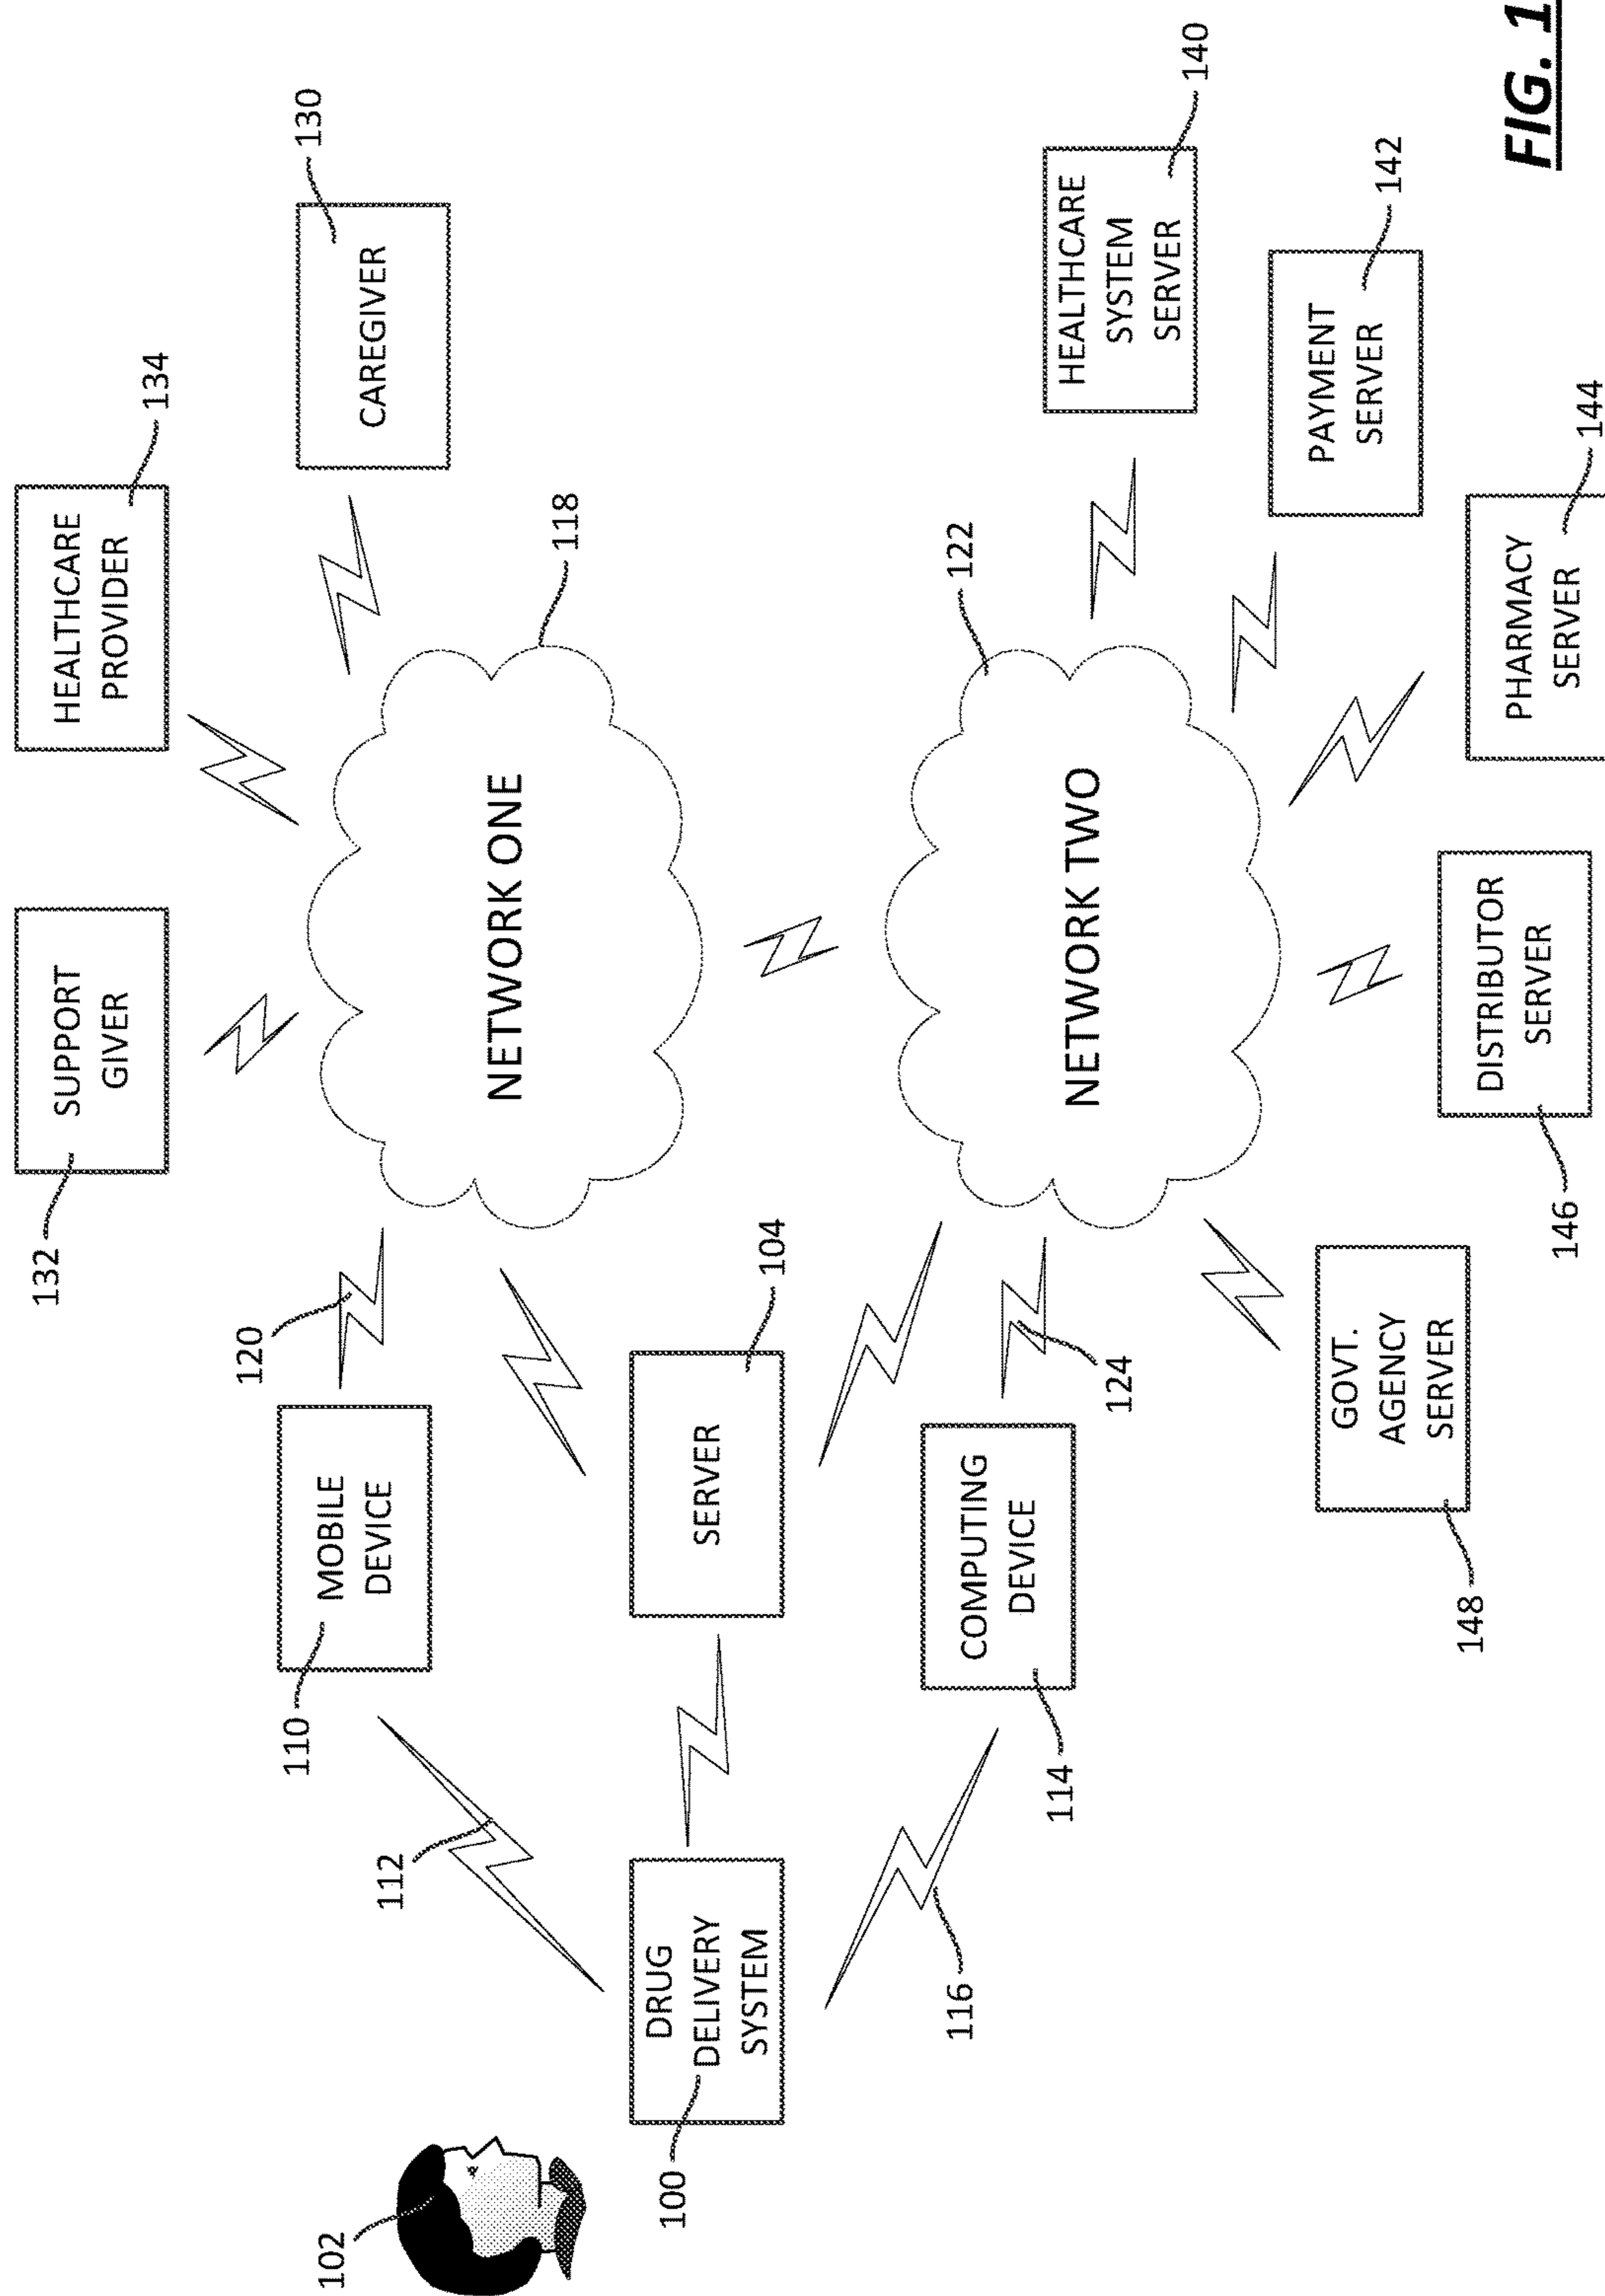 134
HEALTHCARE
PROVIDER
132
SUPPORT
GIVER
130
CAREGIVER
120
110
MOBILE
DEVICE
118
NETWORK ONE
112
102
104
SERVER
100
DRUG
DELIVERY
SYSTEM
122
NETWORK TWO
140
HEALTHCARE
SYSTEM
SERVER
124
COMPUTING
DEVICE
116
114
142
PAYMENT
SERVER
144
PHARMACY
SERVER
146
DISTRIBUTOR
SERVER
148
GOVT.
AGENCY
SERVER
FIG. 1